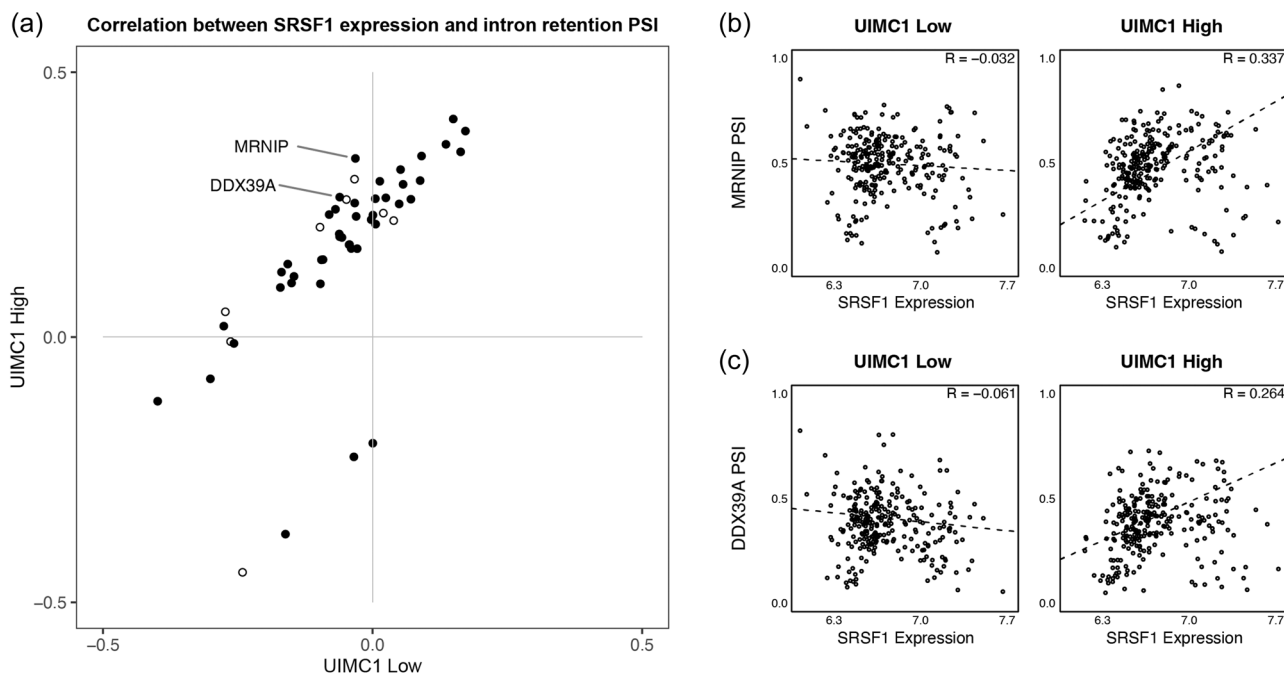 (a)
Correlation between SRSF1 expression and intron retention PSI
0.5
0.0
−0.5
UIMC1 High
MRNIP
DDX39A
−0.5
0.0
0.5
UIMC1 Low
(b)
UIMC1 Low
R = −0.032
1.0
0.5
0.0
MRNIP PSI
6.3
7.0
7.7
SRSF1 Expression
UIMC1 High
R = 0.337
1.0
0.5
0.0
6.3
7.0
7.7
SRSF1 Expression
(c)
UIMC1 Low
R = −0.061
1.0
0.5
0.0
DDX39A PSI
6.3
7.0
7.7
SRSF1 Expression
UIMC1 High
R = 0.264
1.0
0.5
0.0
6.3
7.0
7.7
SRSF1 Expression